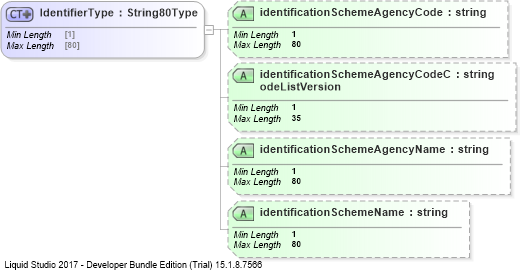 CT IdentifierType : String80Type
Min Length [1]
Max Length [80]
A identificationSchemeAgencyCode : string
Min Length 1
Max Length 80
A identificationSchemeAgencyCodeC : string
odeListVersion
Min Length 1
Max Length 35
A identificationSchemeAgencyName : string
Min Length 1
Max Length 80
A identificationSchemeName : string
Min Length 1
Max Length 80
Liquid Studio 2017 - Developer Bundle Edition (Trial) 15.1.8.7566